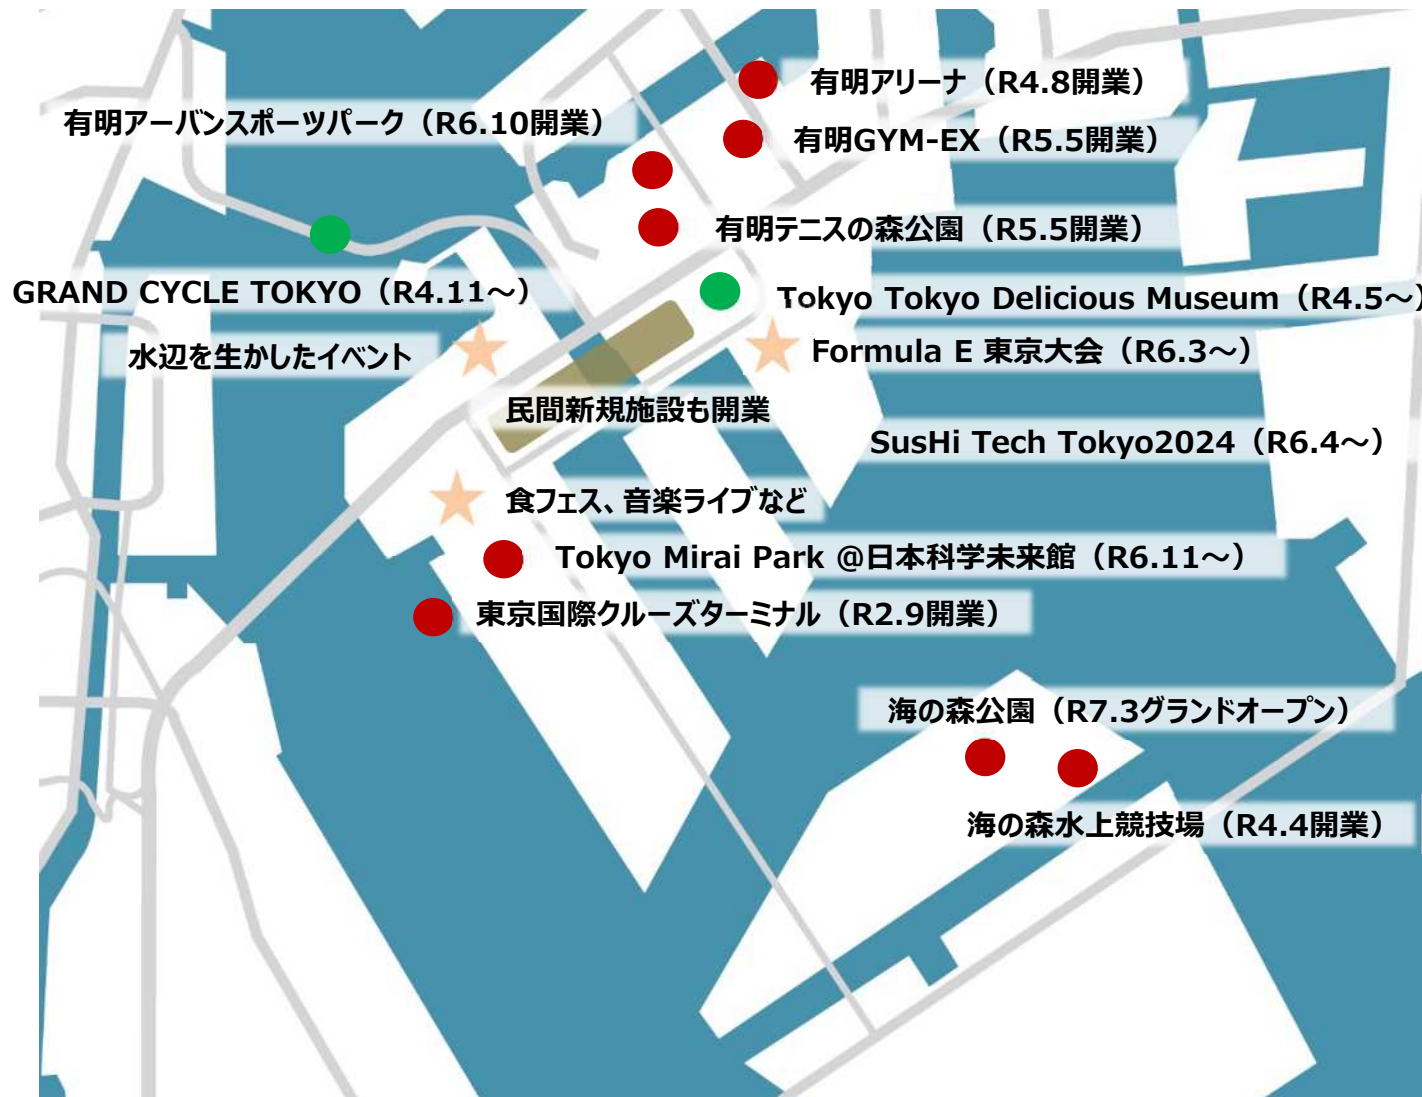 有明アリーナ（R4.8開業）
有明アーバンスポーツパーク（R6.10開業）
有明GYM-EX（R5.5開業）
有明テニスの森公園（R5.5開業）
GRAND CYCLE TOKYO（R4.11～）
Tokyo Tokyo Delicious Museum（R4.5～）
水辺を生かしたイベント
Formula E 東京大会（R6.3～）
民間新規施設も開業
SusHi Tech Tokyo2024（R6.4～）
食フェス、音楽ライブなど
Tokyo Mirai Park @日本科学未来館（R6.11～）
東京国際クルーズターミナル（R2.9開業）
海の森公園（R7.3グランドオープン）
海の森水上競技場（R4.4開業）